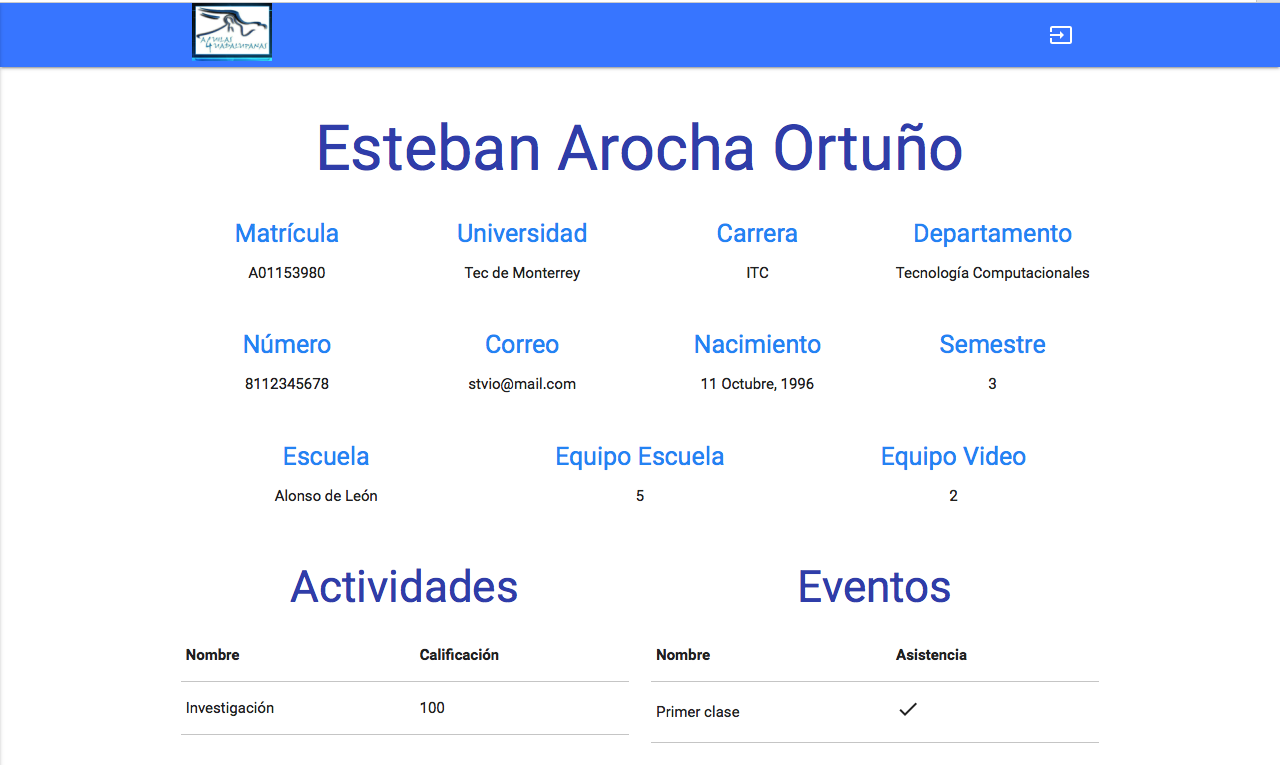 AGUILAS
GUADALUPANAS
Esteban Arocha Ortuño
Matrícula Universidad Carrera Departamento
A01153980 Tec de Monterrey ITC Tecnología Computacionales
Número Correo Nacimiento Semestre
8112345678 stvio@mail.com 11 Octubre, 1996 3
Escuela Equipo Escuela Equipo Video
Alonso de León 5 2
Actividades Eventos
Nombre Calificación Nombre Asistencia
Investigación 100 Primer clase